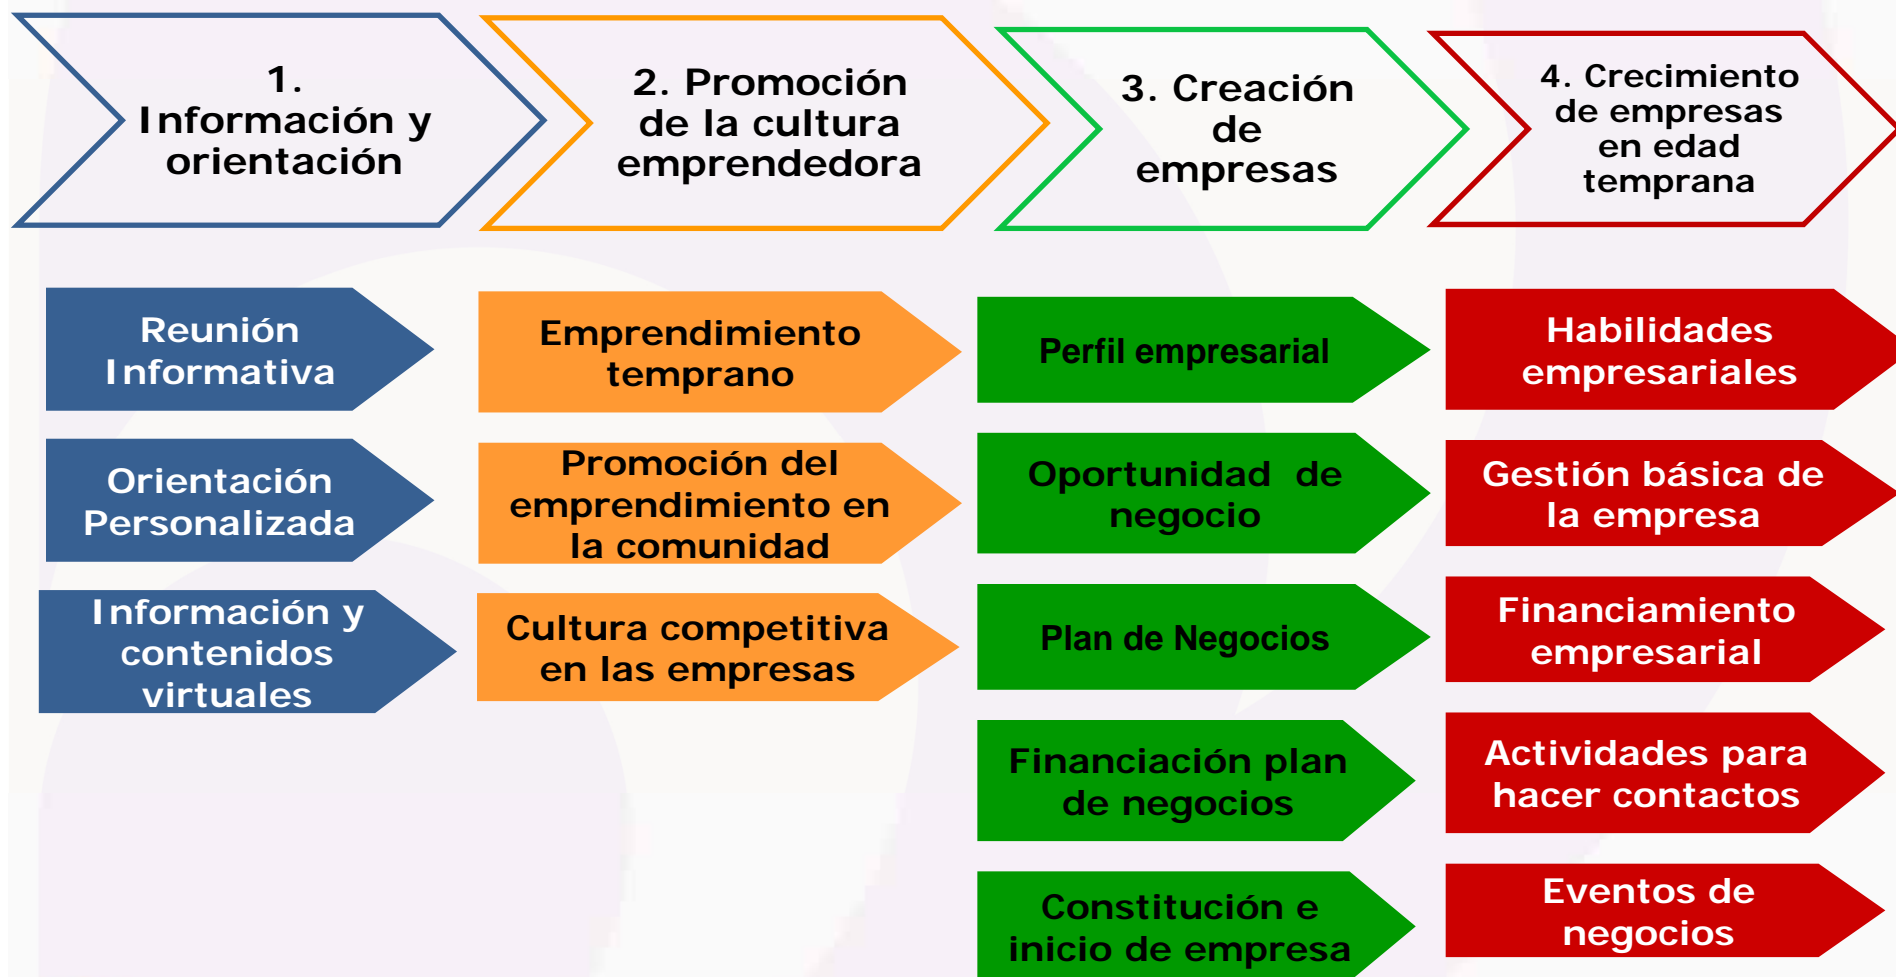 1.
Información y
orientación
2. Promoción
de la cultura
emprendedora
3. Creación
de
empresas
4. Crecimiento
de empresas
en edad
temprana
Reunión
Informativa
Orientación
Personalizada
Información y
contenidos
virtuales
Emprendimiento
temprano
Promoción del
emprendimiento en
la comunidad
Cultura competitiva
en las empresas
Perfil empresarial
Oportunidad de
negocio
Plan de Negocios
Financiación plan
de negocios
Constitución e
inicio de empresa
Habilidades
empresariales
Gestión básica de
la empresa
Financiamiento
empresarial
Actividades para
hacer contactos
Eventos de
negocios